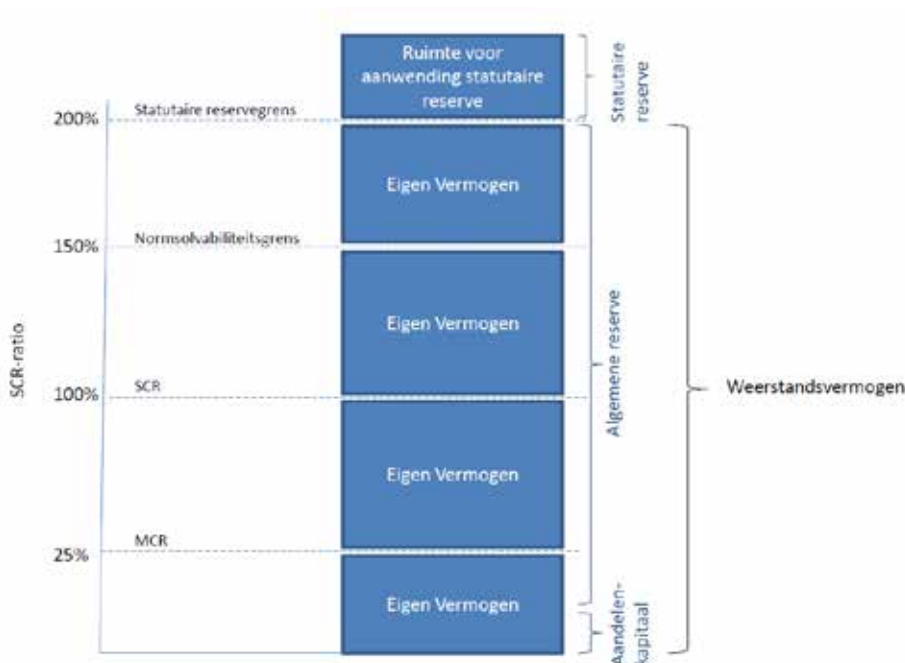 Ruimte voor
aanwending statutaire
reserve
Statutaire
reserve
Statutaire reservegrens
200%
Eigen Vermogen
Normsolvabiliteitsgrens
150%
Eigen Vermogen
Algemene reserve
SCR-ratio
SCR
100%
Weerstandsvermogen
Eigen Vermogen
MCR
25%
Eigen Vermogen
Aandelen-
kapitaal